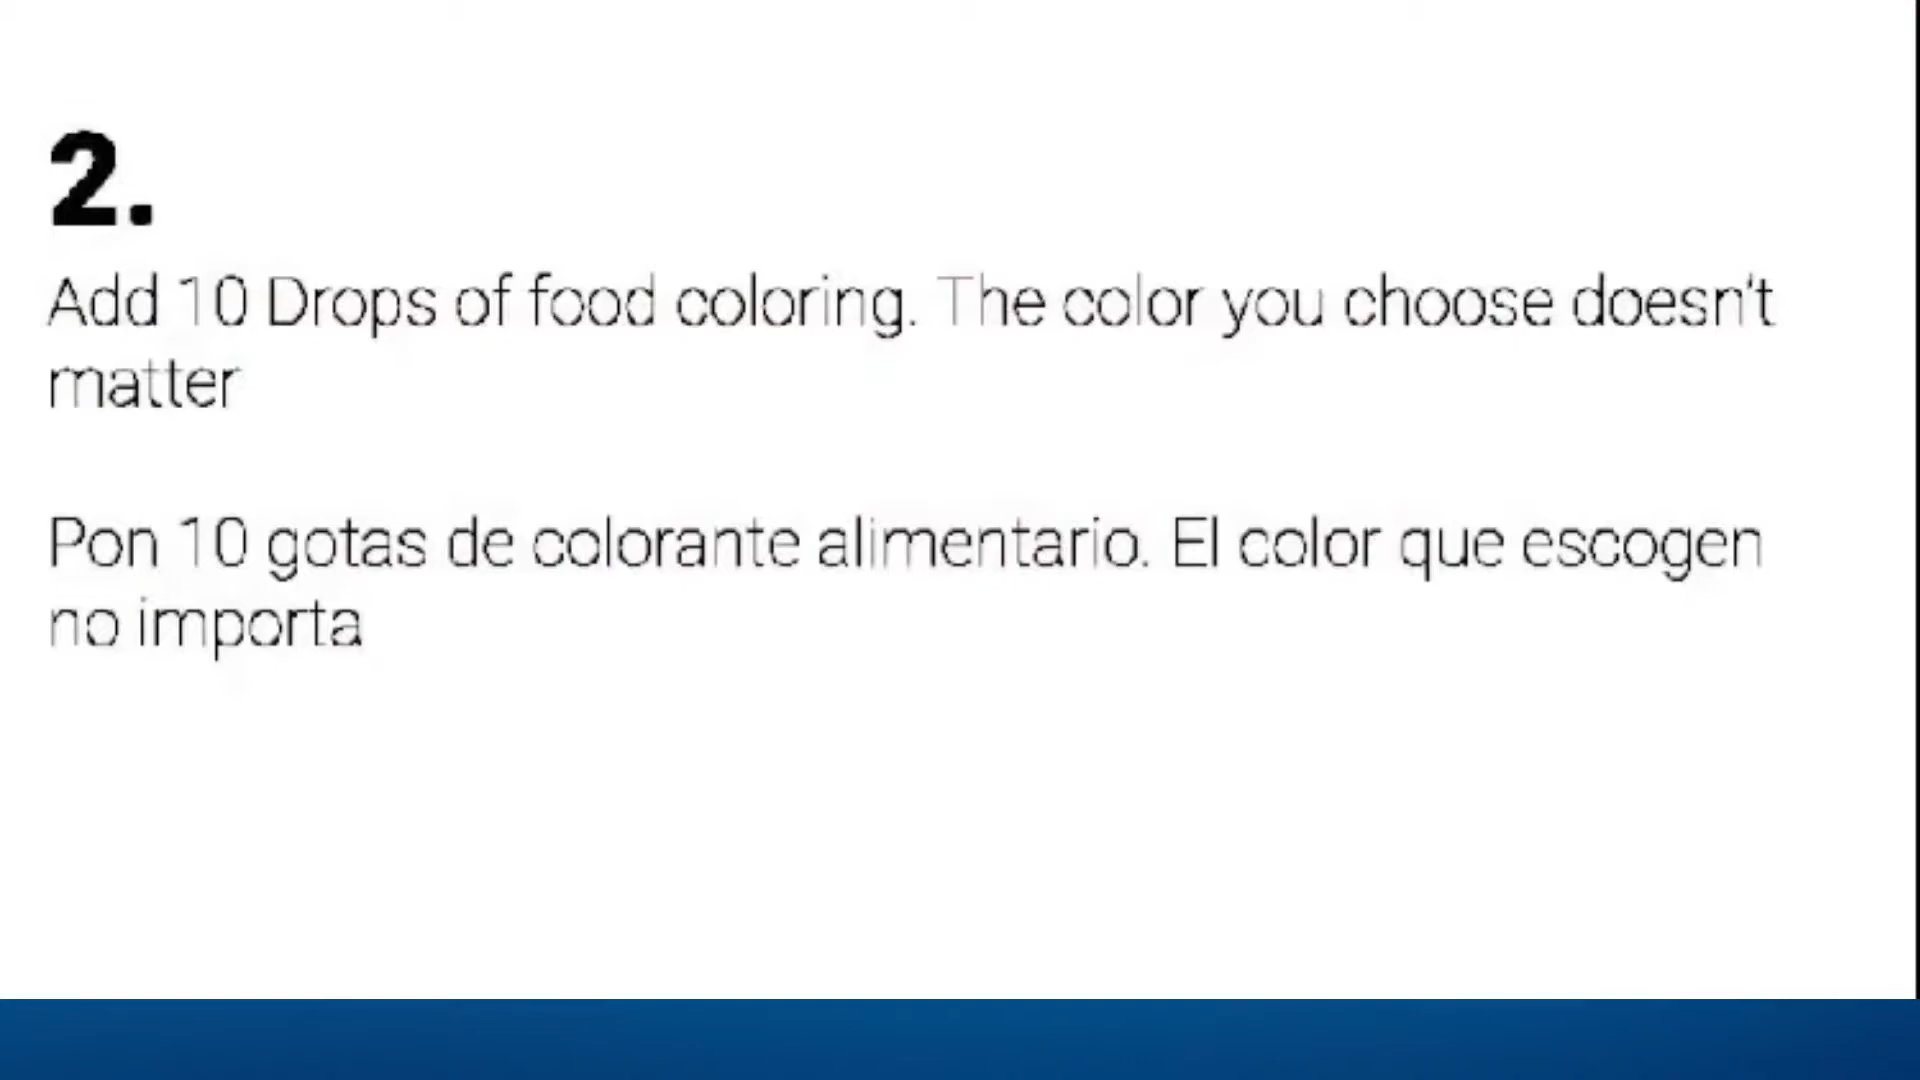 2.
Add 10 Drops of food coloring. The color you choose doesn't
matter
Pon 10 gotas de colorante alimentario. El color que escogen
no importa